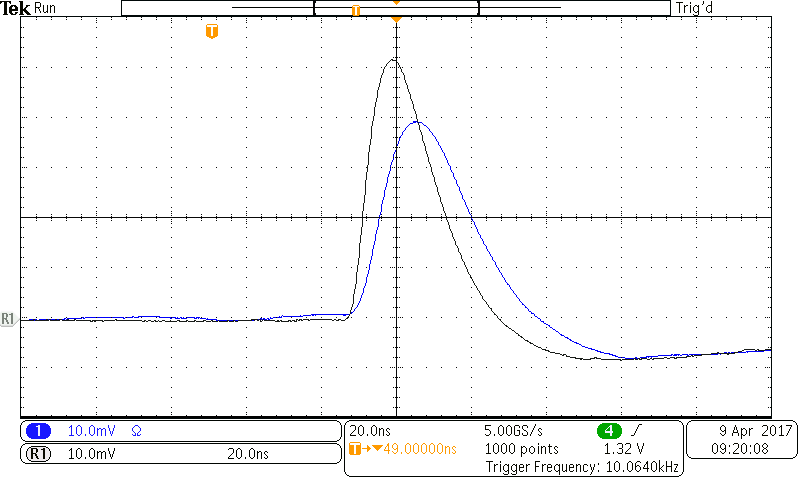 Tek Run Trig'd
T
T
R1
1 10.0mV Ω 20.0ns 5.00GS/s 4 9 Apr 2017
R1 10.0mV 20.0ns T→▼49.00000ns 1000 points 1.32 V 09:20:08
Trigger Frequency: 10.0640kHz